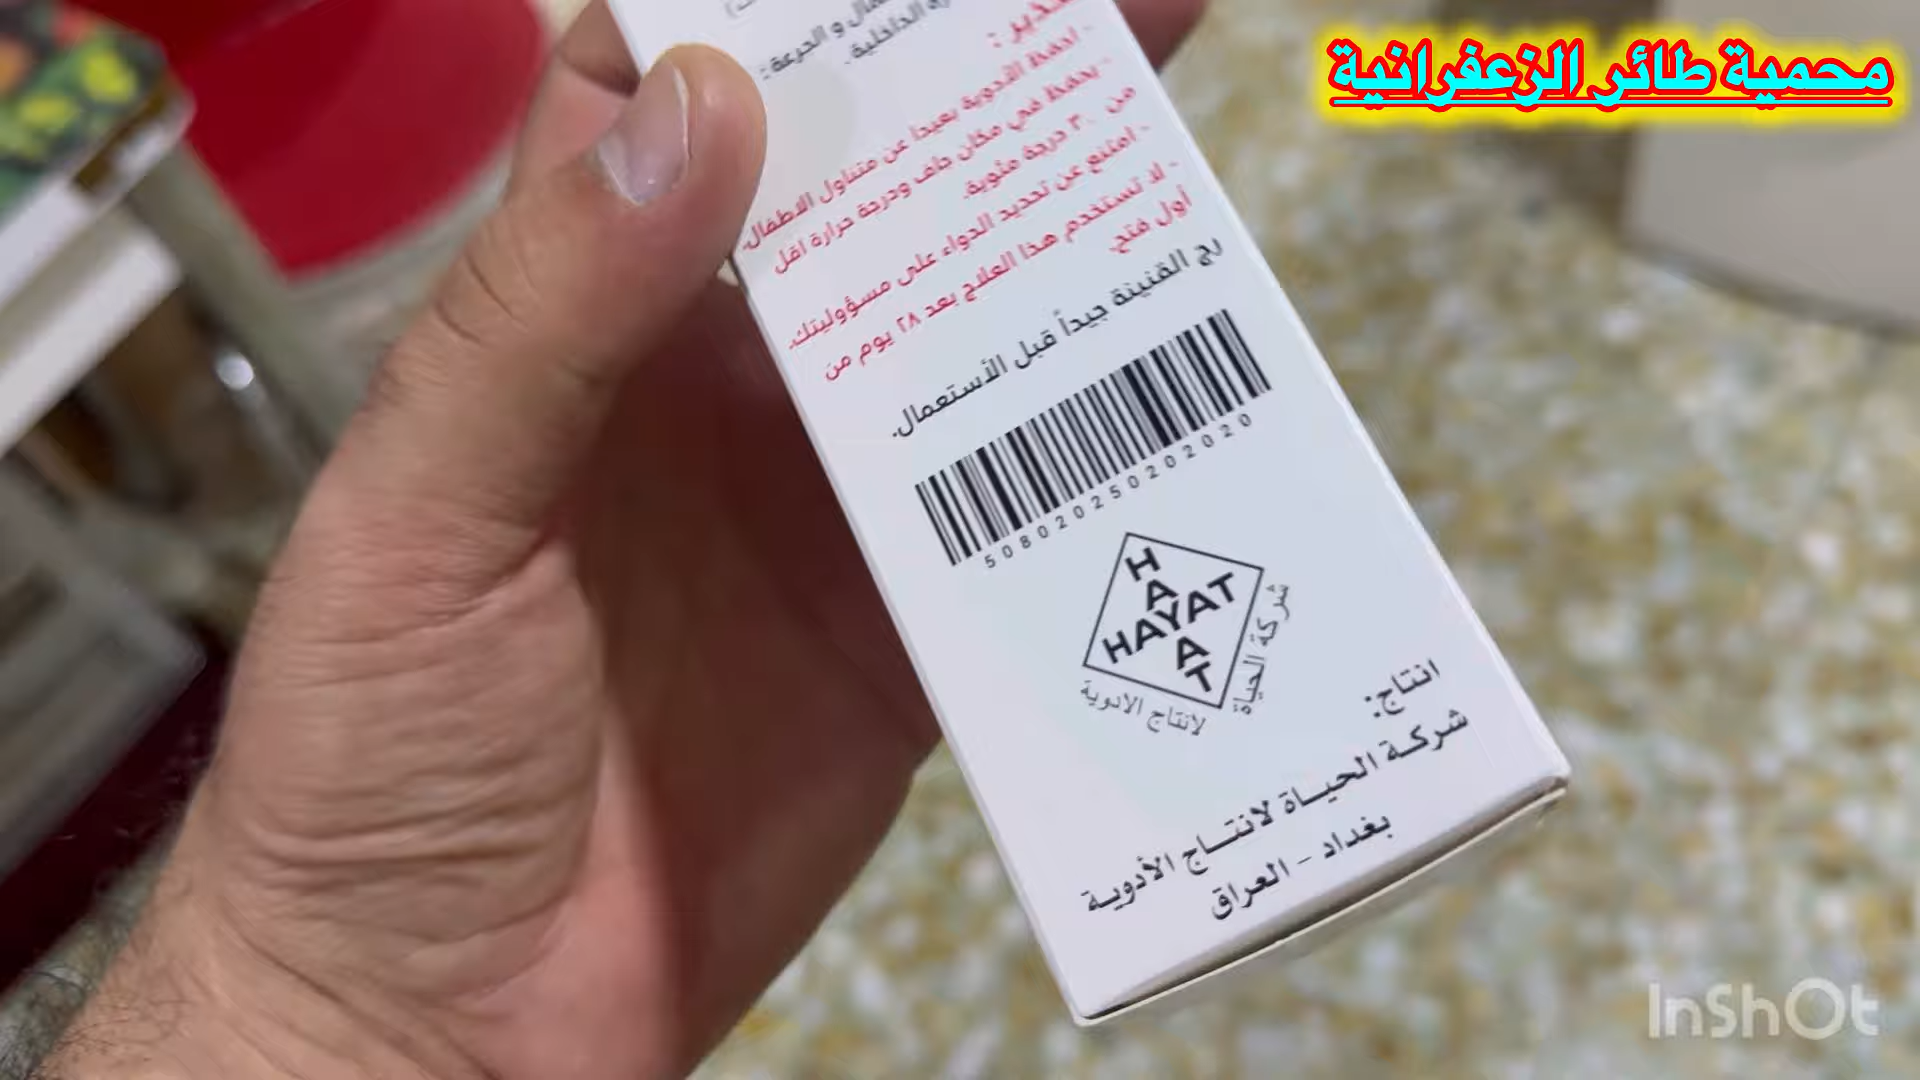 محمية طائر الزعفرانية
و الجرعة :
الداخلية .
- احفظ الأدوية بعيدا عن متناول الاطفال.
- يحفظ في مكان جاف ودرجة حرارة اقل
من ٣٠ درجة مئوية.
- امتنع عن تحديد الدواء على مسؤوليتك.
- لا تستخدم هذا العلاج بعد ٢٨ يوم من
أول فتح.
رج القنينة جيداً قبل الأستعمال.
5080202502020 20
HAYAT
HAYAT
شركة الحياة
لانتاج الادوية
انتاج:
شركة الحياة لانتاج الأدوية
بغداد - العراق
InShOt